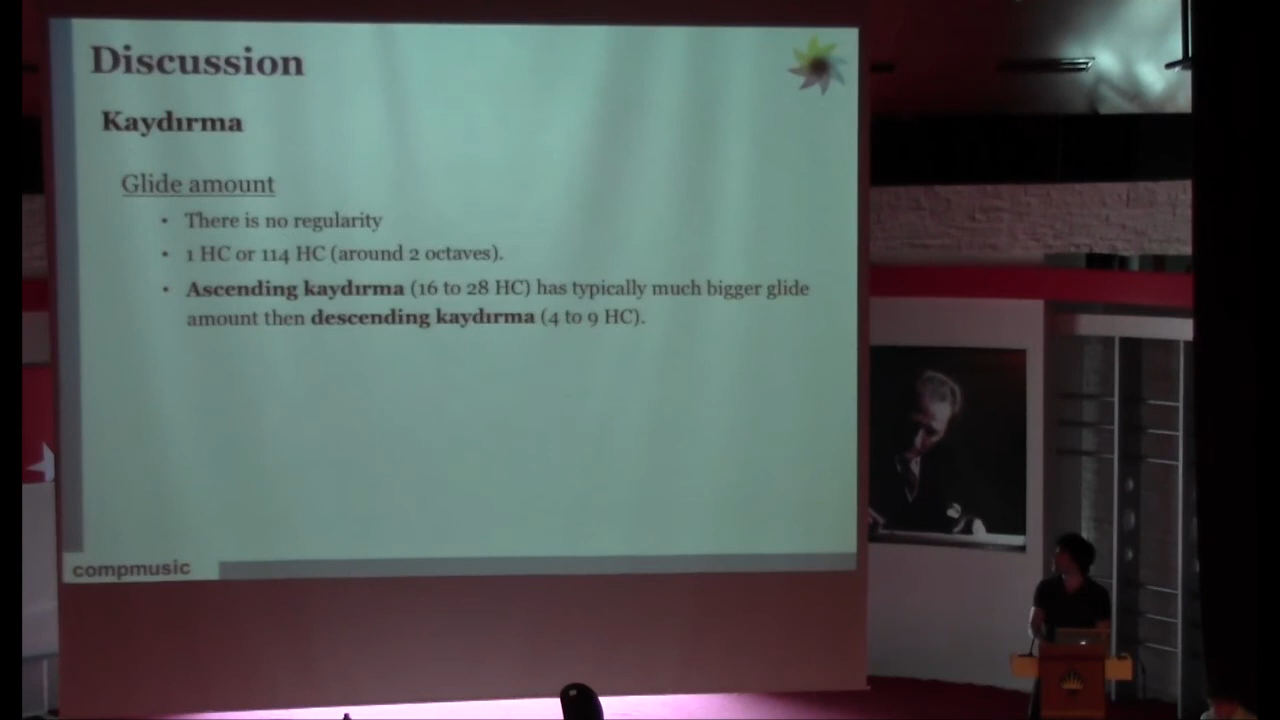 Discussion
Kaydırma
Glide amount
• There is no regularity
• 1 HC or 114 HC (around 2 octaves).
• Ascending kaydırma (16 to 28 HC) has typically much bigger glide
amount then descending kaydırma (4 to 9 HC).
compmusic